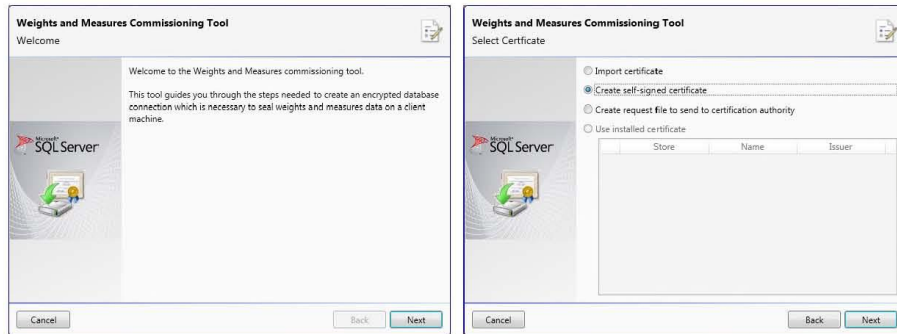 Weights and Measures Commissioning Tool
Welcome
Welcome to the Weights and Measures commissioning tool.
This tool guides you through the steps needed to create an encrypted database
connection which is necessary to seal weights and measures data on a client
machine.
Microsoft
SQL Server
Cancel
Back
Next
Weights and Measures Commissioning Tool
Select Certficate
Import certificate
Create self-signed certificate
Create request file to send to certification authority
Use installed certificate
Store Name Issuer
Microsoft
SQL Server
Cancel
Back
Next